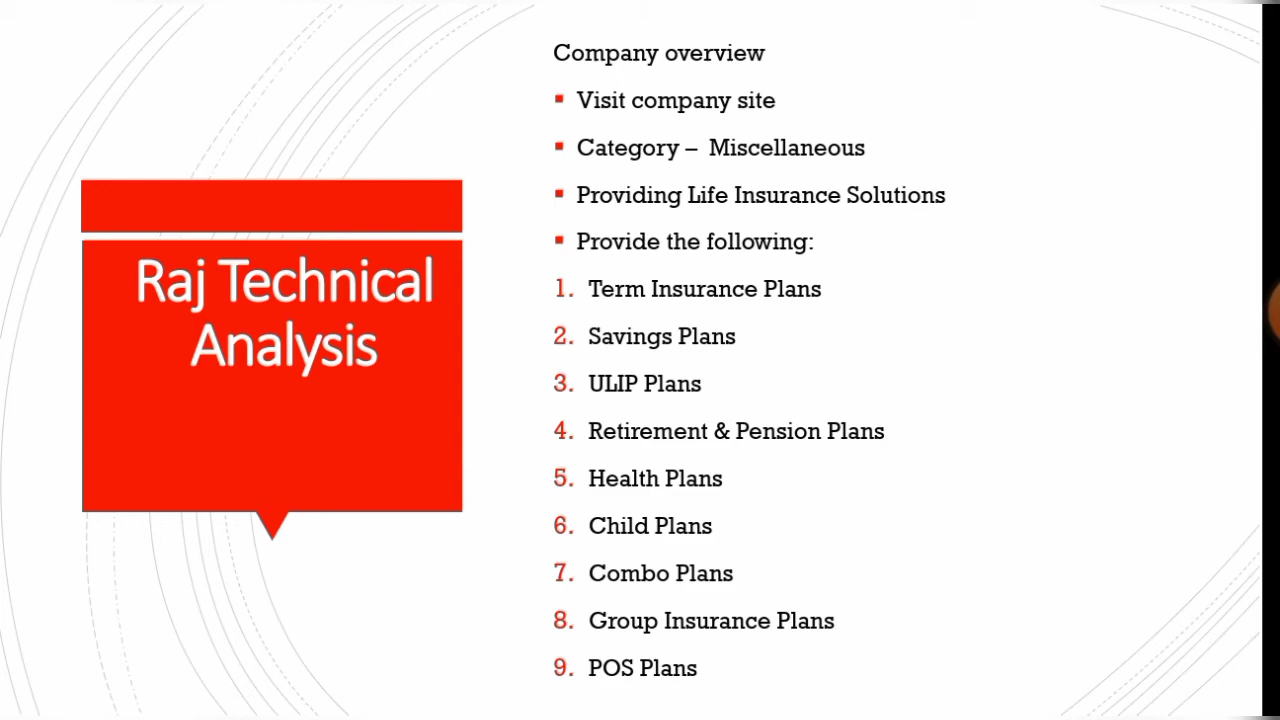 Raj Technical
Analysis
Company overview
▪ Visit company site
▪ Category – Miscellaneous
▪ Providing Life Insurance Solutions
▪ Provide the following:
1. Term Insurance Plans
2. Savings Plans
3. ULIP Plans
4. Retirement & Pension Plans
5. Health Plans
6. Child Plans
7. Combo Plans
8. Group Insurance Plans
9. POS Plans